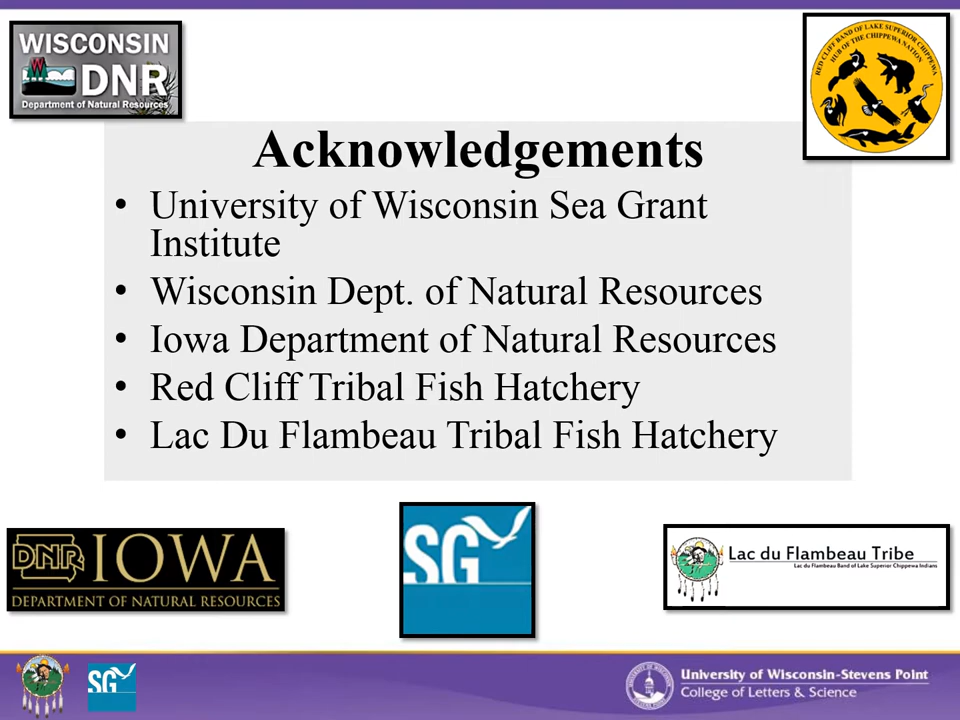 WISCONSIN
DNR
Department of Natural Resources
RED CLIFF BAND OF LAKE SUPERIOR CHIPPEWA
HUB OF THE CHIPPEWA NATION
Acknowledgements
• University of Wisconsin Sea Grant
Institute
• Wisconsin Dept. of Natural Resources
• Iowa Department of Natural Resources
• Red Cliff Tribal Fish Hatchery
• Lac Du Flambeau Tribal Fish Hatchery
DNR IOWA
DEPARTMENT OF NATURAL RESOURCES
SG
Lac du Flambeau Tribe
Lac du Flambeau Band of Lake Superior Chippewa Indians
SG
University of Wisconsin-Stevens Point
College of Letters & Science